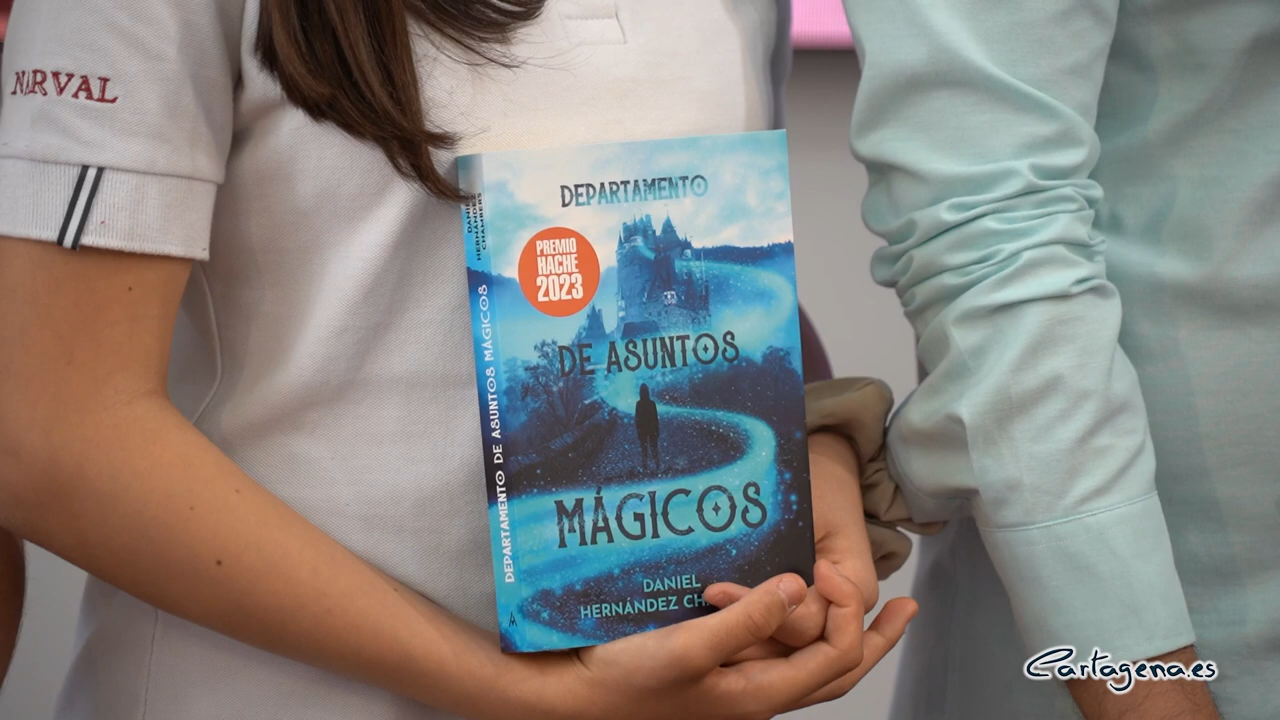 NARVAL
DEPARTAMENTO
PREMIO
HACHE
2023
DE ASUNTOS
MÁGICOS
DANIEL
HERNÁNDEZ
DANIEL
HERNÁNDEZ
CHAMBERS
DEPARTAMENTO DE ASUNTOS MÁGICOS
Cartagena.es